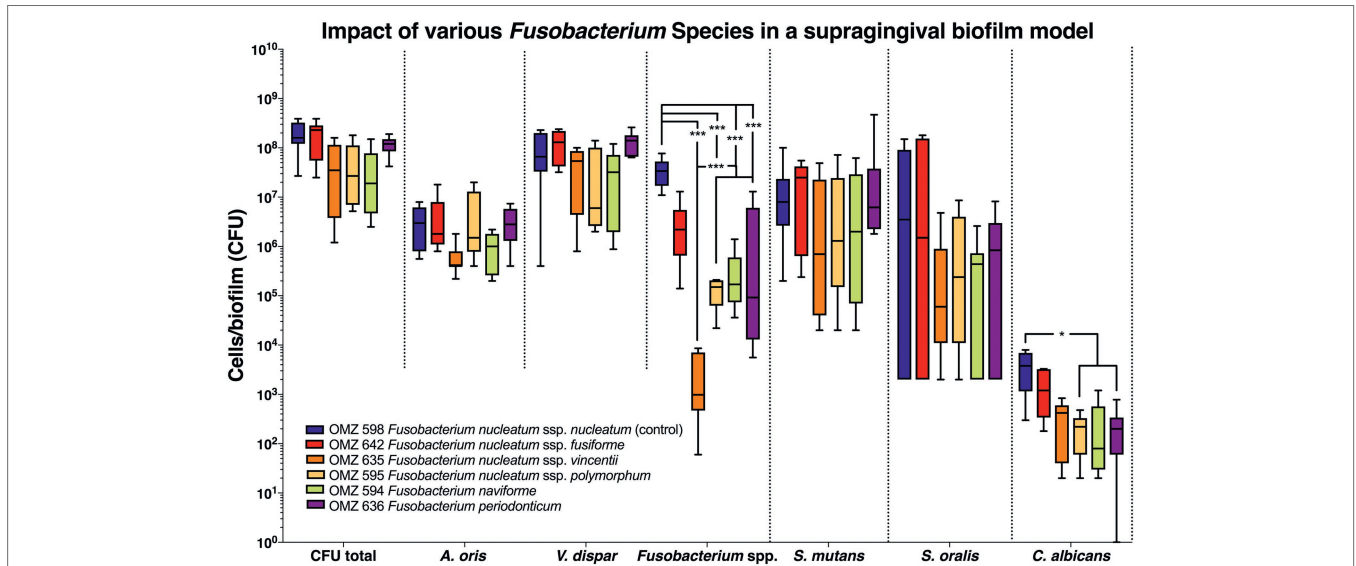 Impact of various Fusobacterium Species in a supragingival biofilm model
Cells/biofilm (CFU)
10¹⁰
10⁹
10⁸
10⁷
10⁶
10⁵
10⁴
10³
10²
10¹
10⁰
***
***
***
***
***
*
OMZ 598 Fusobacterium nucleatum ssp. nucleatum (control)
OMZ 642 Fusobacterium nucleatum ssp. fusiforme
OMZ 635 Fusobacterium nucleatum ssp. vincentii
OMZ 595 Fusobacterium nucleatum ssp. polymorphum
OMZ 594 Fusobacterium naviforme
OMZ 636 Fusobacterium periodonticum
CFU total A. oris V. dispar Fusobacterium spp. S. mutans S. oralis C. albicans